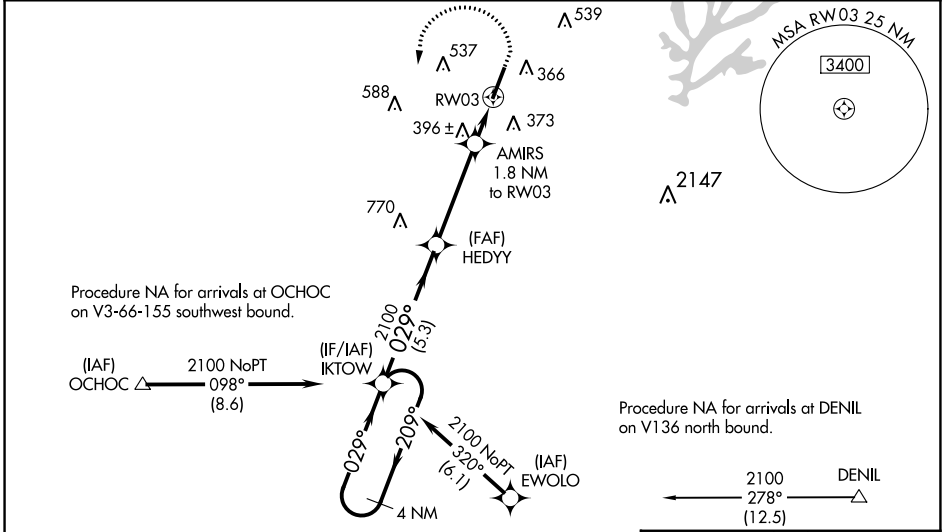 539
537
366
588
RW03
396 ±
373
AMIRS
1.8 NM
to RW03
MSA RW03 25 NM
3400
2147
770
(FAF)
HEDYY
Procedure NA for arrivals at OCHOC
on V3-66-155 southwest bound.
2100
029°
(5.3)
(IF/IAF)
IKTOW
(IAF)
OCHOC
2100 NoPT
098°
(8.6)
029°
209°
4 NM
2100 NoPT
320°
(6.1)
(IAF)
EWOLO
Procedure NA for arrivals at DENIL
on V136 north bound.
2100
278°
(12.5)
DENIL